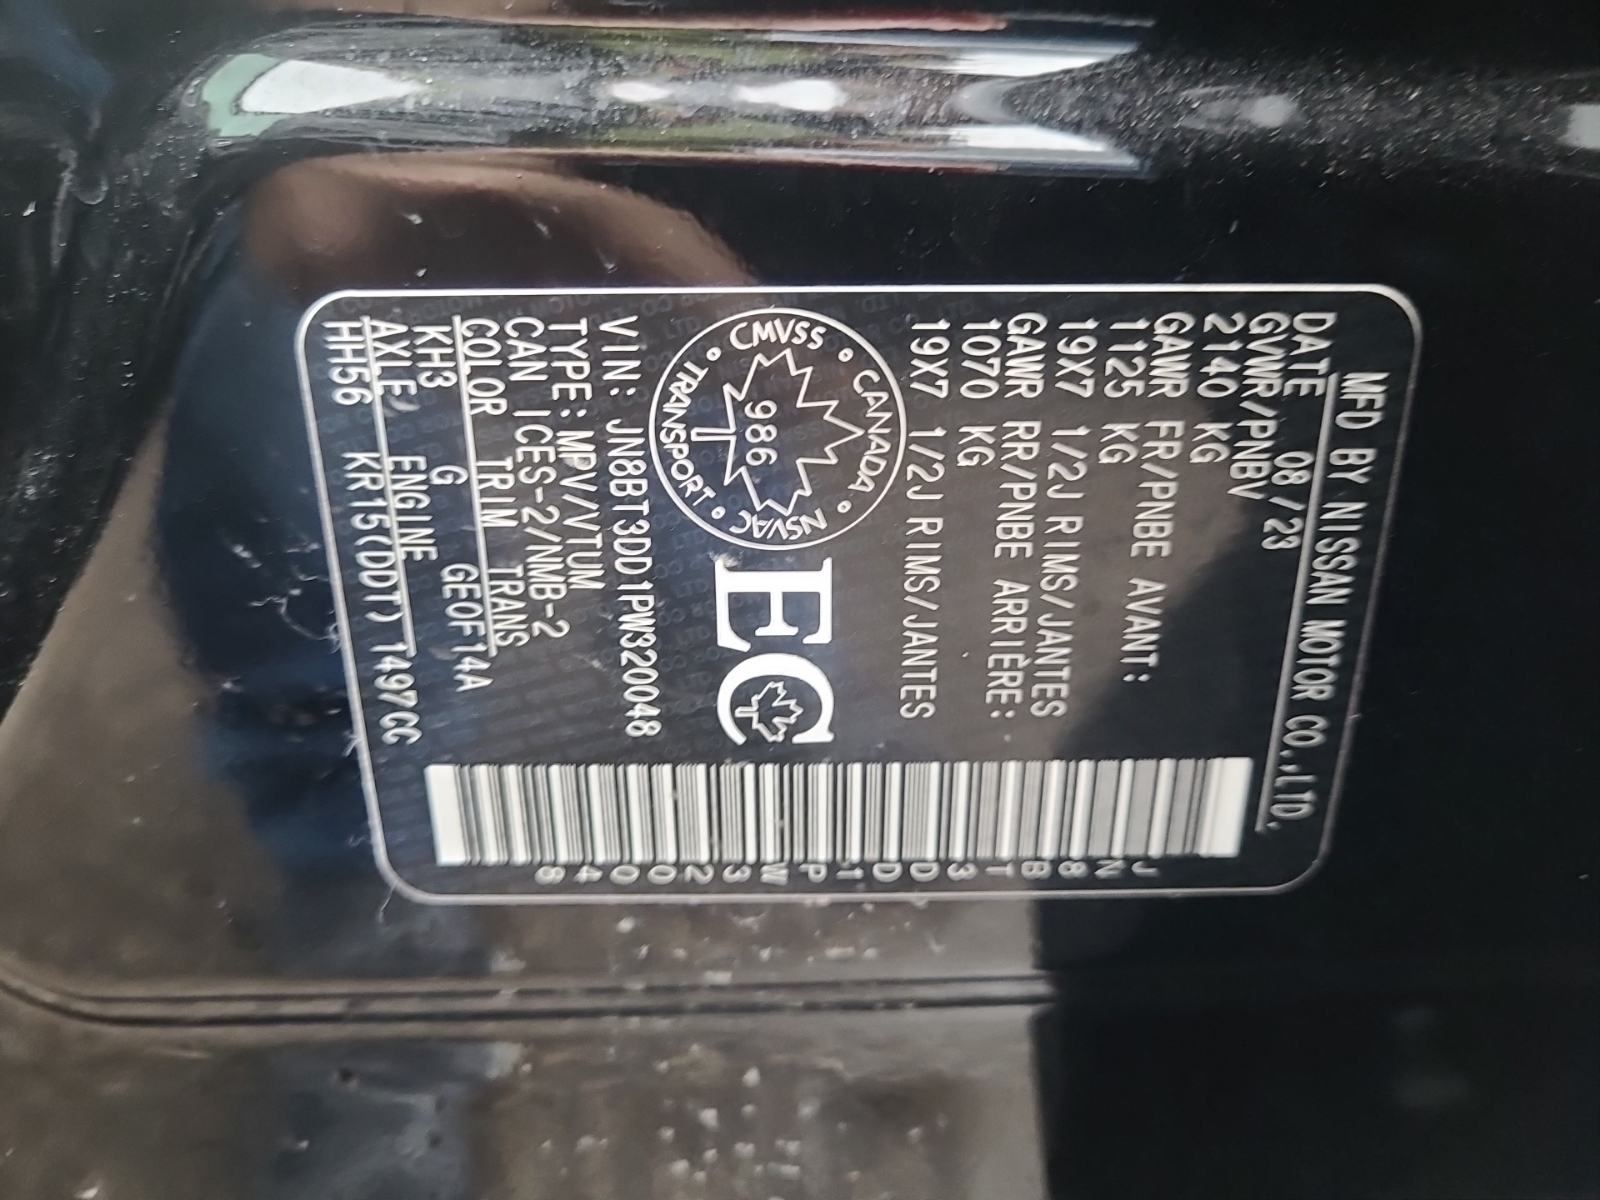 MFD BY NISSAN MOTOR CO.,LTD.
DATE 08/23
GVWR/PNBV
2140 KG
GAWR FR/PNBE AVANT:
1125 KG
19X7 1/2J RIMS/JANTES
GAWR RR/PNBE ARRIÈRE:
1070 KG
19X7 1/2J RIMS/JANTES
CANADA • NSVAC • TRANSPORT • CMVSS •
986
EC
VIN: JN8BT3DD1PW320048
TYPE: MPV/VTUM
CAN ICES-2/NMB-2
COLOR TRIM TRANS
KH3 G GE0F14A
AXLE ENGINE
HH56 KR15(DDT) 1497CC
JN8BT3DD1PW320048